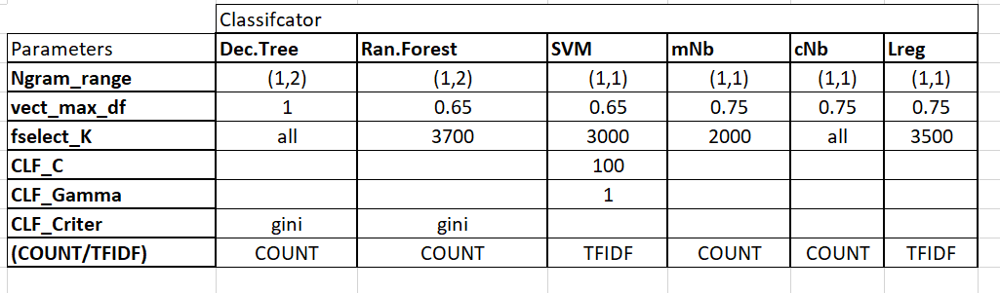 Classifcator
Parameters Dec.Tree Ran.Forest SVM mNb cNb Lreg
Ngram_range (1,2) (1,2) (1,1) (1,1) (1,1) (1,1)
vect_max_df 1 0.65 0.65 0.75 0.75 0.75
fselect_K all 3700 3000 2000 all 3500
CLF_C 100
CLF_Gamma 1
CLF_Criter gini gini
(COUNT/TFIDF) COUNT COUNT TFIDF COUNT COUNT TFIDF